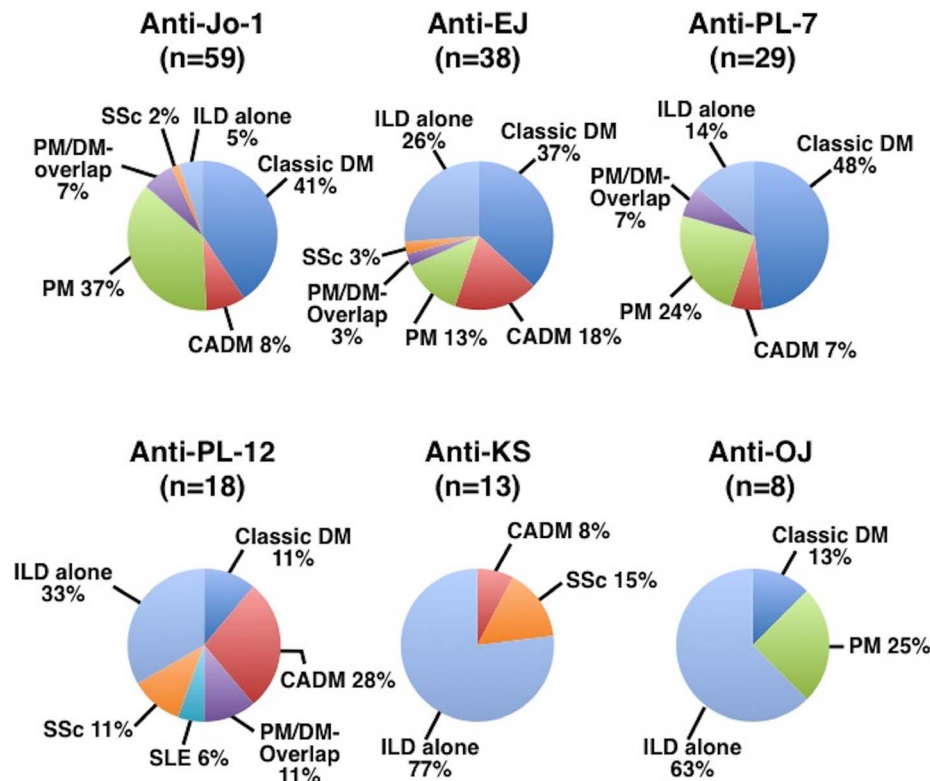 Anti-Jo-1
(n=59)
SSc 2%
ILD alone
5%
PM/DM-
overlap
7%
Classic DM
41%
PM 37%
CADM 8%
Anti-EJ
(n=38)
ILD alone
26%
Classic DM
37%
SSc 3%
PM/DM-
Overlap
3%
PM 13%
CADM 18%
Anti-PL-7
(n=29)
ILD alone
14%
Classic DM
48%
PM/DM-
Overlap
7%
PM 24%
CADM 7%
Anti-PL-12
(n=18)
Classic DM
11%
ILD alone
33%
CADM 28%
SSc 11%
SLE 6%
PM/DM-
Overlap
11%
Anti-KS
(n=13)
CADM 8%
SSc 15%
ILD alone
77%
Anti-OJ
(n=8)
Classic DM
13%
PM 25%
ILD alone
63%